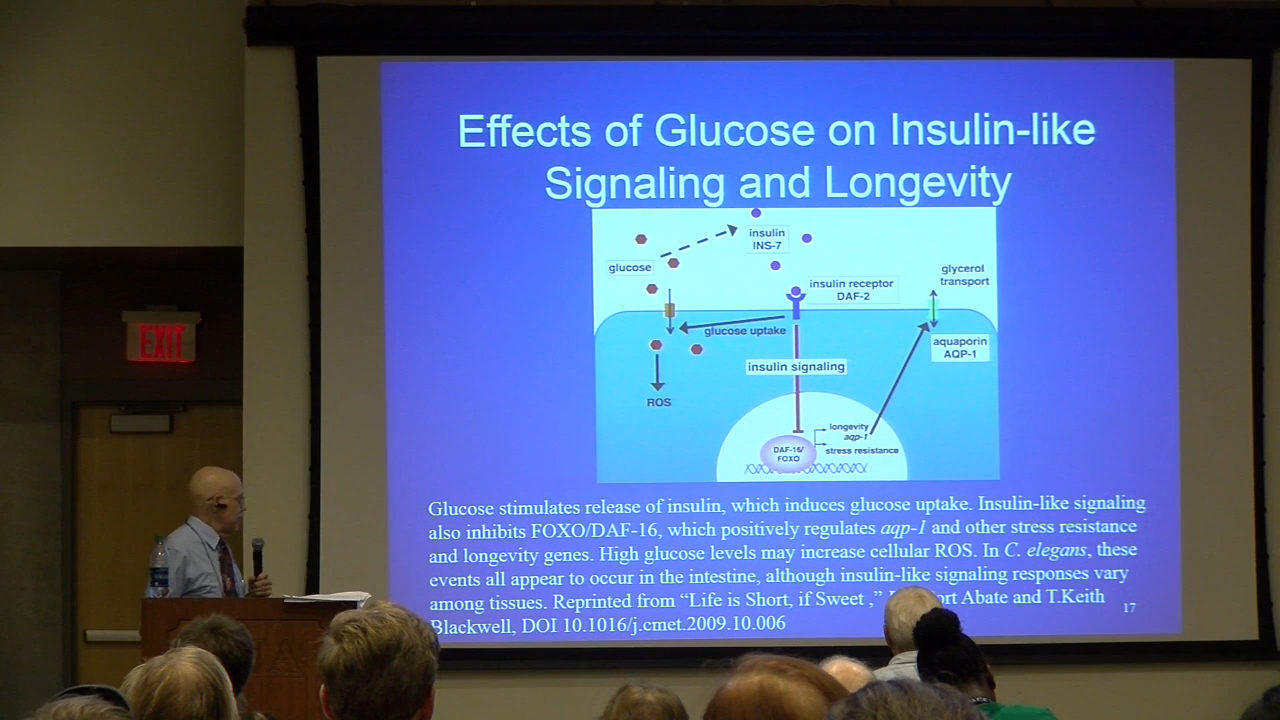 Effects of Glucose on Insulin-like
Signaling and Longevity
insulin
INS-7
glucose
insulin receptor
DAF-2
glycerol
transport
glucose uptake
aquaporin
AQP-1
insulin signaling
ROS
longevity
aqp-1
stress resistance
DAF-16/
FOXO
EXIT
Glucose stimulates release of insulin, which induces glucose uptake. Insulin-like signaling
also inhibits FOXO/DAF-16, which positively regulates aqp-1 and other stress resistance
and longevity genes. High glucose levels may increase cellular ROS. In C. elegans, these
events all appear to occur in the intestine, although insulin-like signaling responses vary
among tissues. Reprinted from “Life is Short, if Sweet ,” Abate and T.Keith
Blackwell, DOI 10.1016/j.cmet.2009.10.006
17